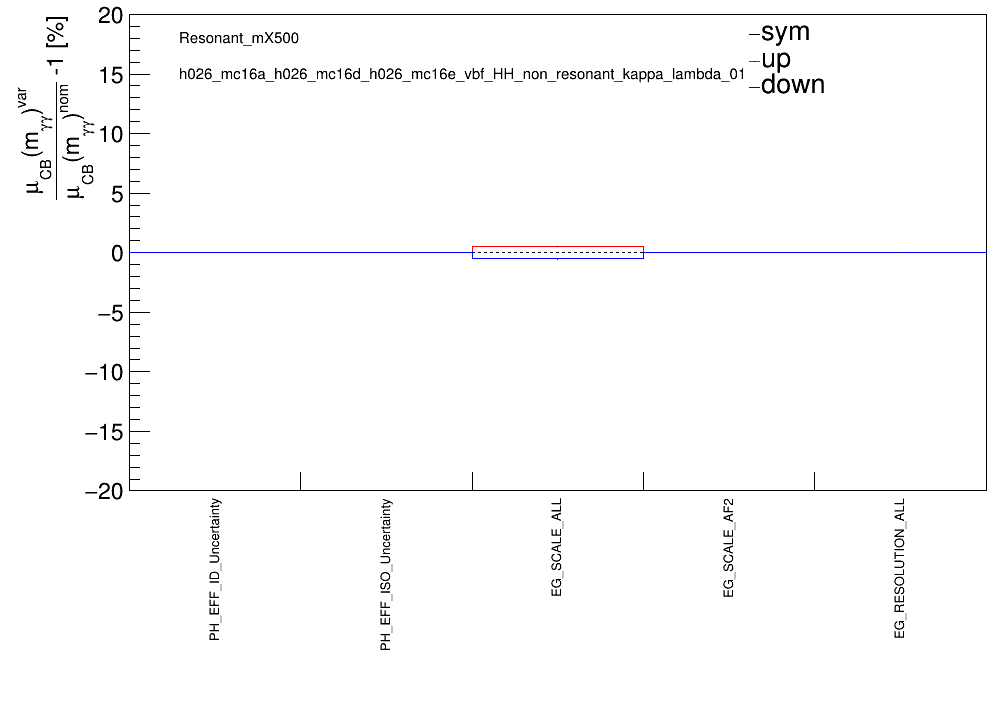 μCB(mγγ)var
μCB(mγγ)nom -1 [%]
20
15
10
5
0
−5
−10
−15
−20
Resonant_mX500
h026_mc16a_h026_mc16d_h026_mc16e_vbf_HH_non_resonant_kappa_lambda_01
sym
up
down
PH_EFF_ID_Uncertainty
PH_EFF_ISO_Uncertainty
EG_SCALE_ALL
EG_SCALE_AF2
EG_RESOLUTION_ALL